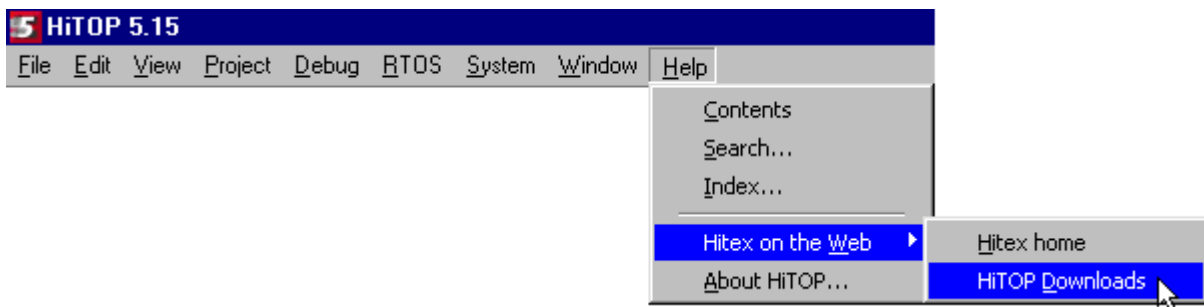 HiTOP 5.15
File Edit View Project Debug RTOS System Window Help
Contents
Search...
Index...
Hitex on the Web
Hitex home
About HiTOP...
HiTOP Downloads